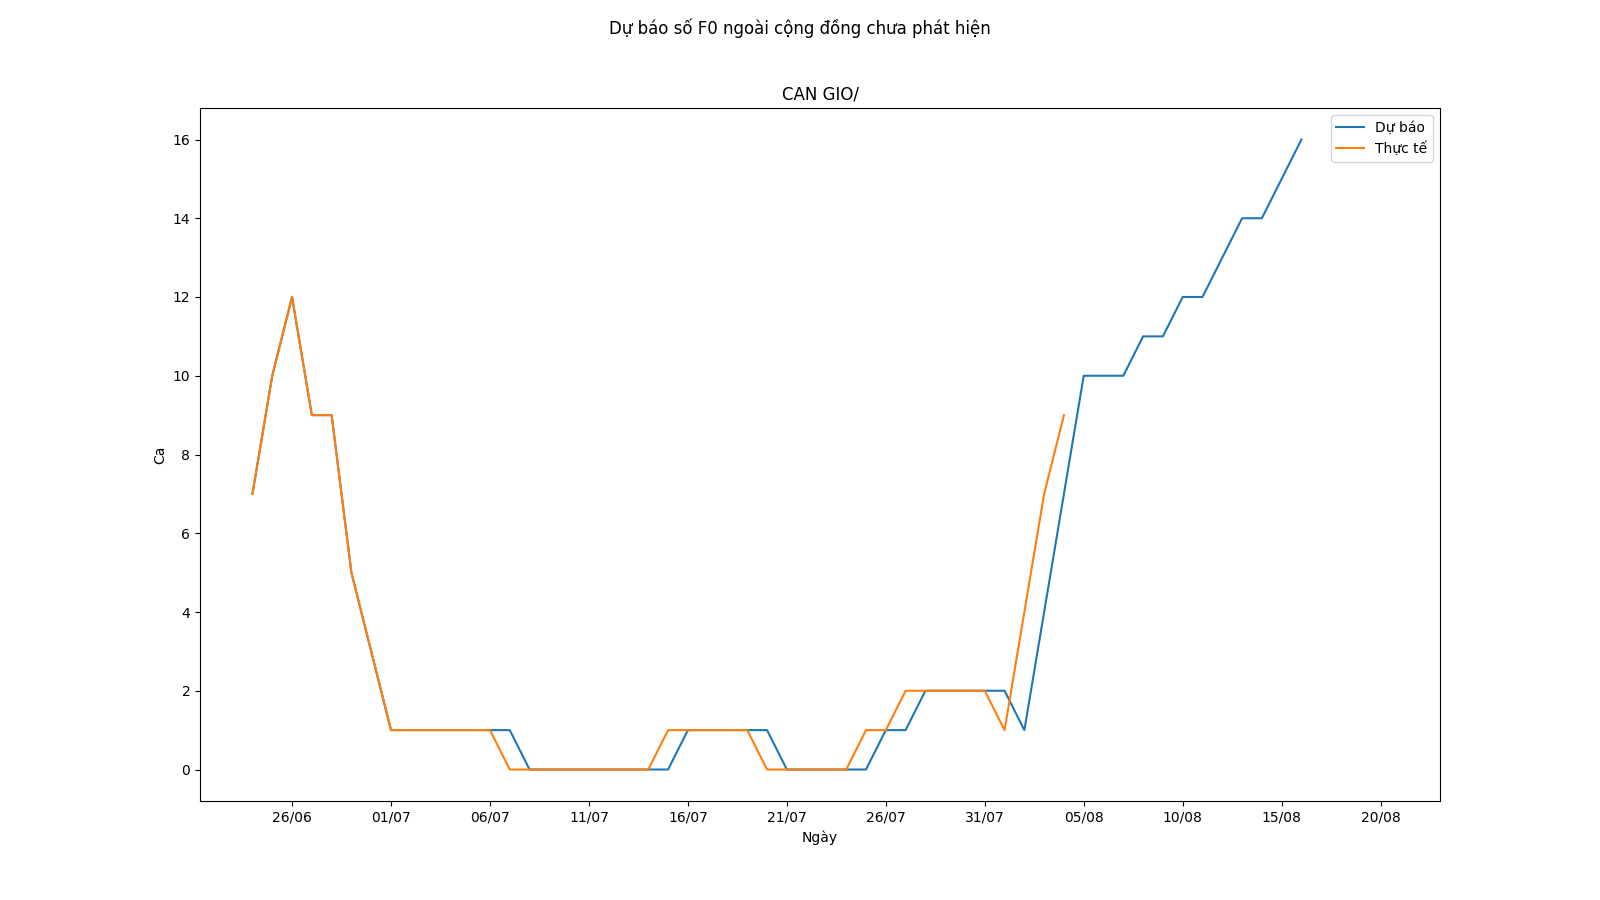 Dự báo số F0 ngoài cộng đồng chưa phát hiện
CAN GIO/
Dự báo
Thực tế
16
14
12
10
8
6
4
2
0
Ca
26/06 01/07 06/07 11/07 16/07 21/07 26/07 31/07 05/08 10/08 15/08 20/08
Ngày